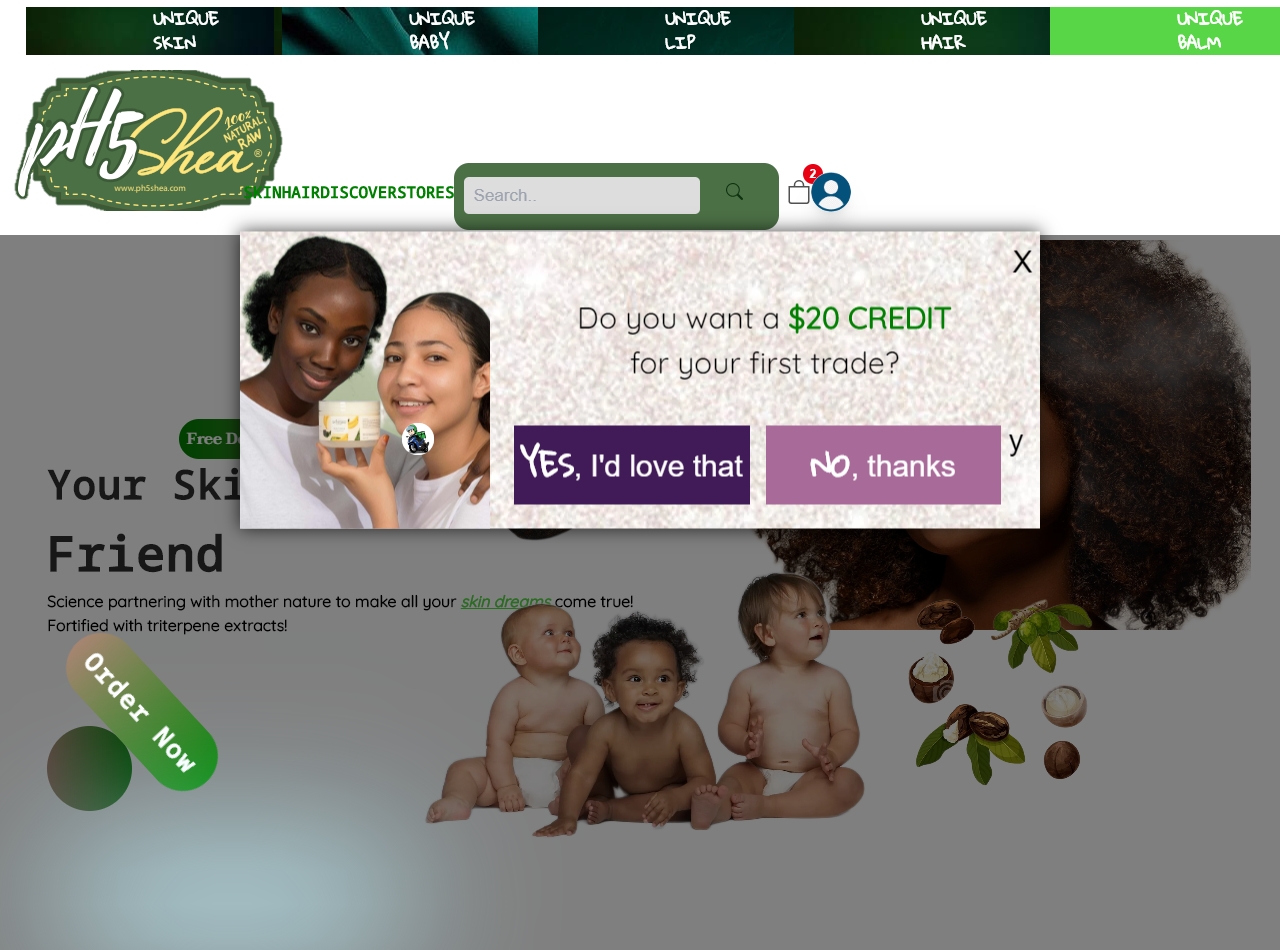 UNIQUE
SKIN
UNIQUE
BABY
UNIQUE
LIP
UNIQUE
HAIR
UNIQUE
BALM
pH5 Shea®
100%
NATURAL
RAW
www.ph5shea.com
SKINHAIRDISCOVERSTORES
Search..
2
X
Do you want a $20 CREDIT
for your first trade?
YES, I'd love that
NO, thanks
y
Free
Your Ski
Friend
Science partnering with mother nature to make all your skin dreams come true!
Fortified with triterpene extracts!
Order Now